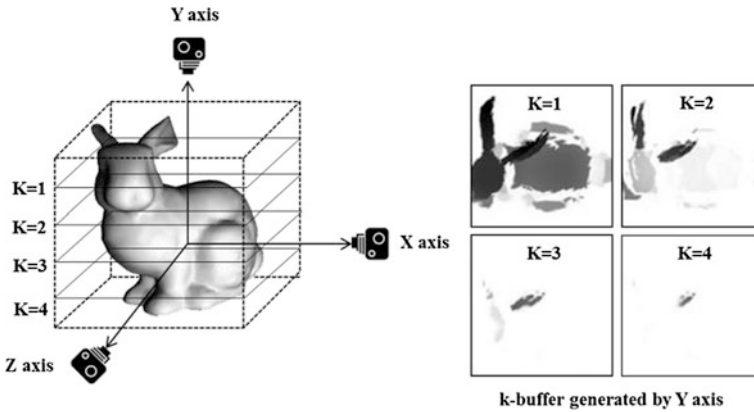 Y axis
K=1
K=2
K=3
K=4
X axis
Z axis
K=1
K=2
K=3
K=4
k-buffer generated by Y axis